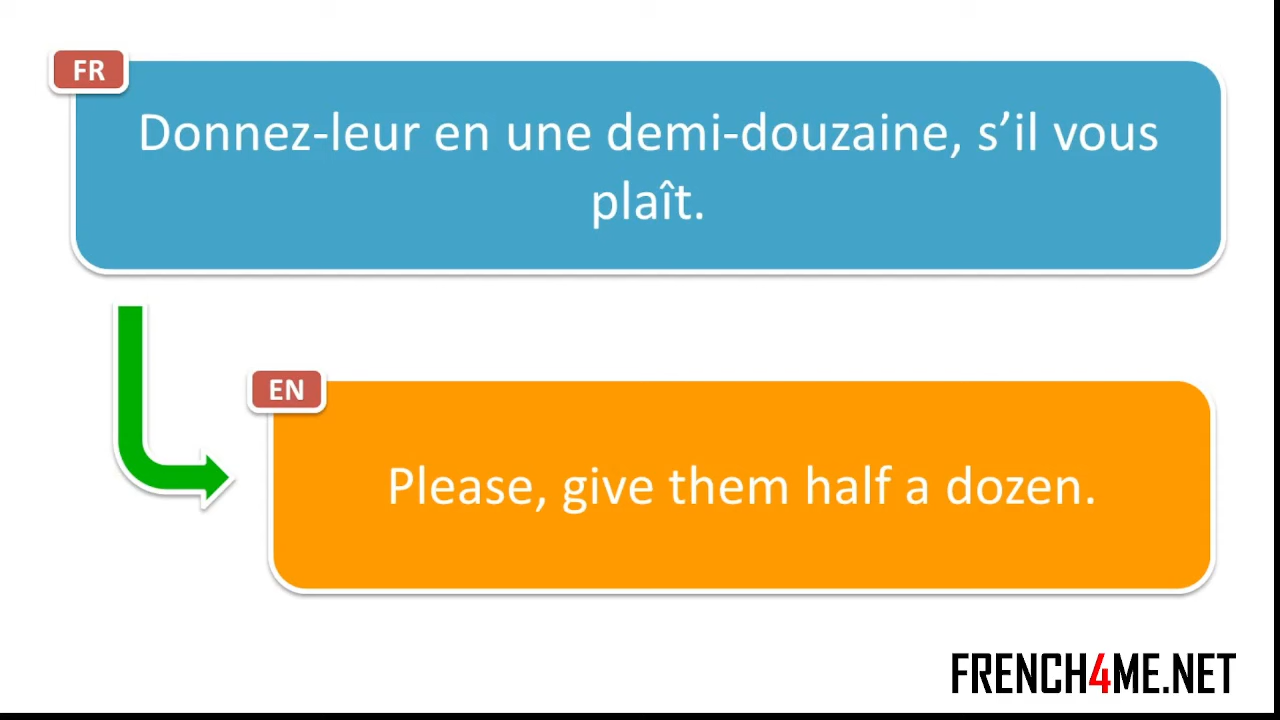 FR
Donnez-leur en une demi-douzaine, s’il vous
plaît.
EN
Please, give them half a dozen.
FRENCH4ME.NET